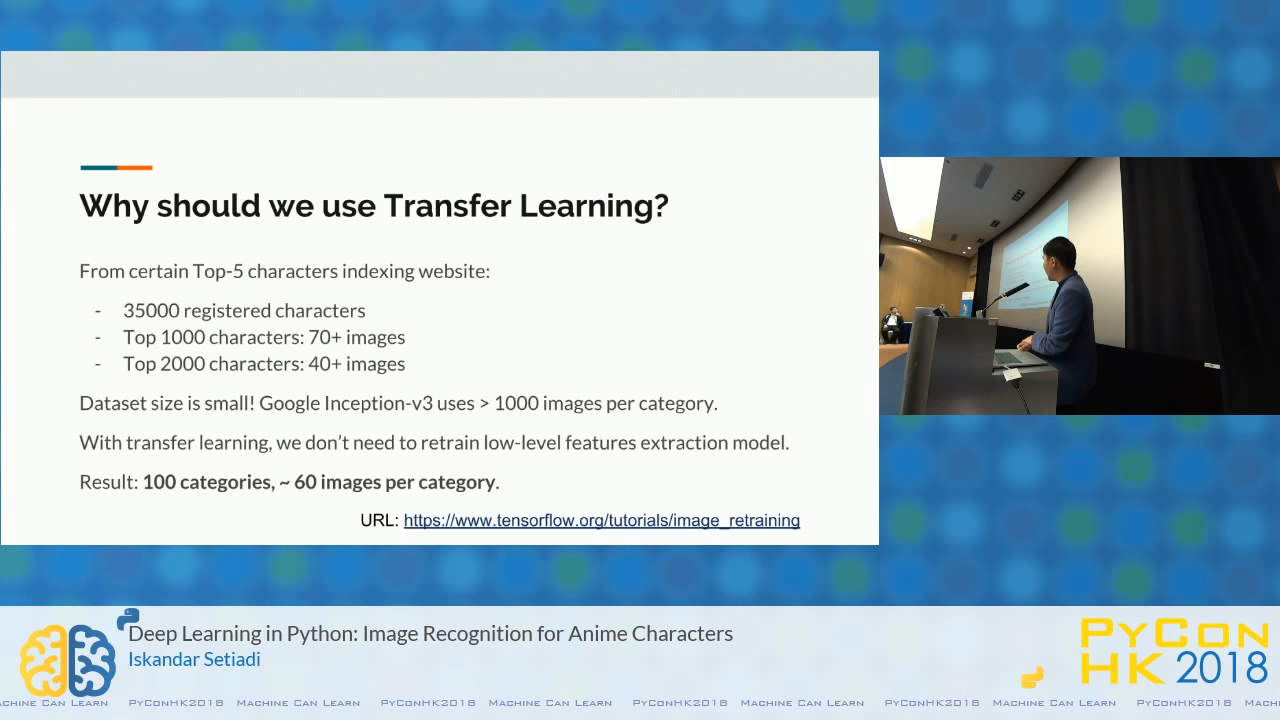 Why should we use Transfer Learning?
From certain Top-5 characters indexing website:
- 35000 registered characters
- Top 1000 characters: 70+ images
- Top 2000 characters: 40+ images
Dataset size is small! Google Inception-v3 uses > 1000 images per category.
With transfer learning, we don't need to retrain low-level features extraction model.
Result: 100 categories, ~ 60 images per category.
URL: https://www.tensorflow.org/tutorials/image_retraining
Deep Learning in Python: Image Recognition for Anime Characters
Iskandar Setiadi
PyCon
HK 2018
achine Can Learn PyConHK2018 Machine Can Learn PyConHK2018 Machine Can Learn PyConHK2018 Machine Can Learn PyConHK2018 Machine Can Learn PyConHK2018 Mach